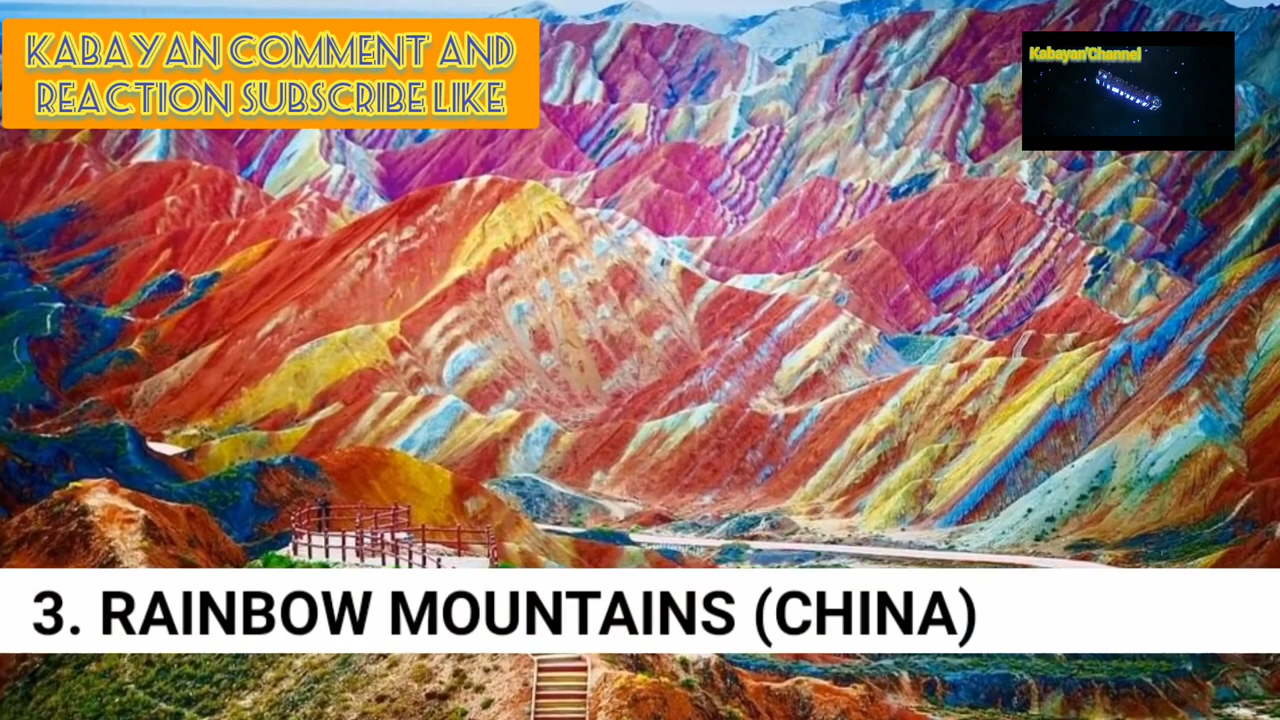 KABAYAN COMMENT AND
REACTION SUBSCRIBE LIKE
Kabayan'Channel
3. RAINBOW MOUNTAINS (CHINA)